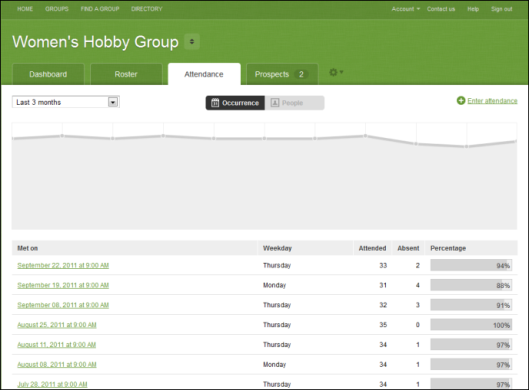 HOME GROUPS FIND A GROUP DIRECTORY Account Contact us Help Sign out
Women's Hobby Group
Dashboard Roster Attendance Prospects 2
Last 3 months Occurrence People Enter attendance
Met on Weekday Attended Absent Percentage
September 22, 2011 at 9:00 AM Thursday 33 2 94%
September 19, 2011 at 9:00 AM Monday 31 4 88%
September 08, 2011 at 9:00 AM Thursday 32 3 91%
August 25, 2011 at 9:00 AM Thursday 35 0 100%
August 11, 2011 at 9:00 AM Thursday 34 1 97%
August 08, 2011 at 9:00 AM Monday 34 1 97%
July 28, 2011 at 9:00 AM Thursday 34 1 97%